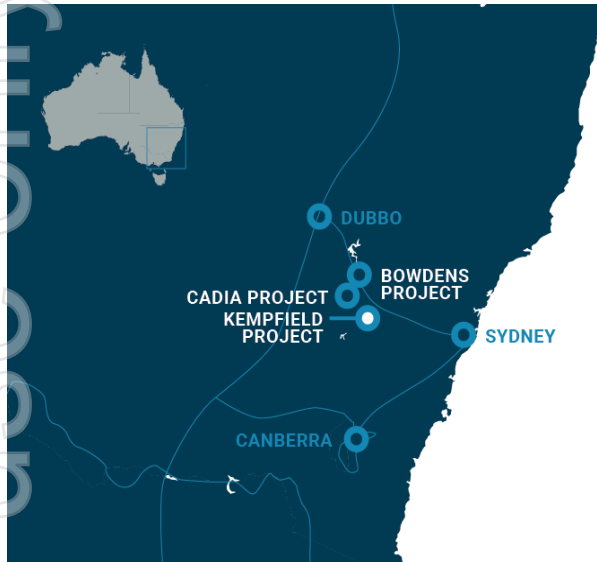 DUBBO
BOWDENS
PROJECT
CADIA PROJECT
KEMPFIELD
PROJECT
SYDNEY
CANBERRA